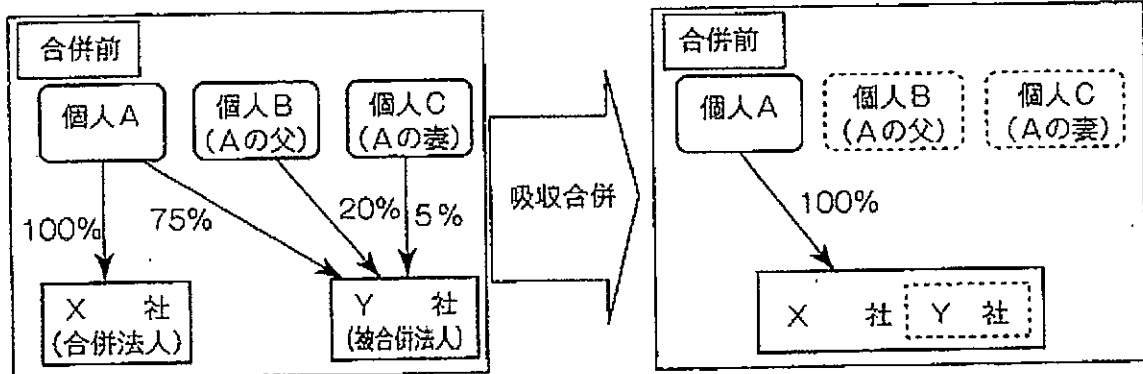 合併前
個人A
個人B
(Aの父)
個人C
(Aの妻)
100%
75%
20%
5%
X 社
(合併法人)
Y 社
(被合併法人)
吸収合併
合併前
個人A
個人B
(Aの父)
個人C
(Aの妻)
100%
X 社
Y 社